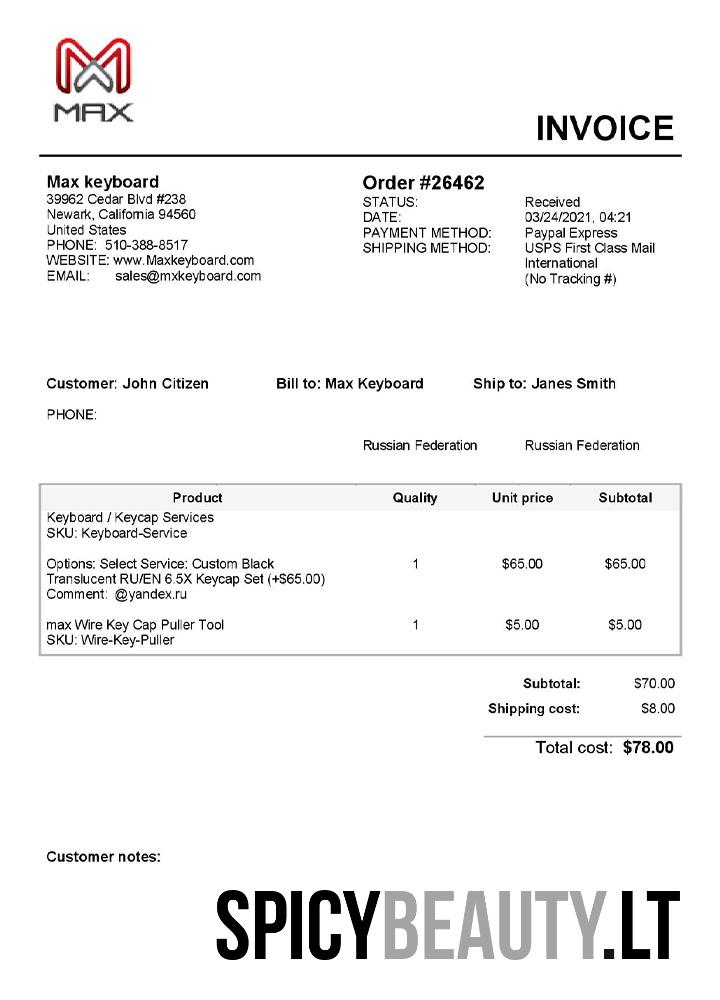 MAX
INVOICE
Max keyboard
39962 Cedar Blvd #238
Newark, California 94560
United States
PHONE: 510-388-8517
WEBSITE: www.Maxkeyboard.com
EMAIL: sales@mxkeyboard.com
Order #26462
STATUS: Received
DATE: 03/24/2021, 04:21
PAYMENT METHOD: Paypal Express
SHIPPING METHOD: USPS First Class Mail
International
(No Tracking #)
Customer: John Citizen Bill to: Max Keyboard Ship to: Janes Smith
PHONE:
Russian Federation Russian Federation
Product Quality Unit price Subtotal
Keyboard / Keycap Services
SKU: Keyboard-Service
Options: Select Service: Custom Black 1 $65.00 $65.00
Translucent RU/EN 6.5X Keycap Set (+$65.00)
Comment: @yandex.ru
max Wire Key Cap Puller Tool 1 $5.00 $5.00
SKU: Wire-Key-Puller
Subtotal: $70.00
Shipping cost: $8.00
Total cost: $78.00
Customer notes:
SPICYBEAUTY.LT